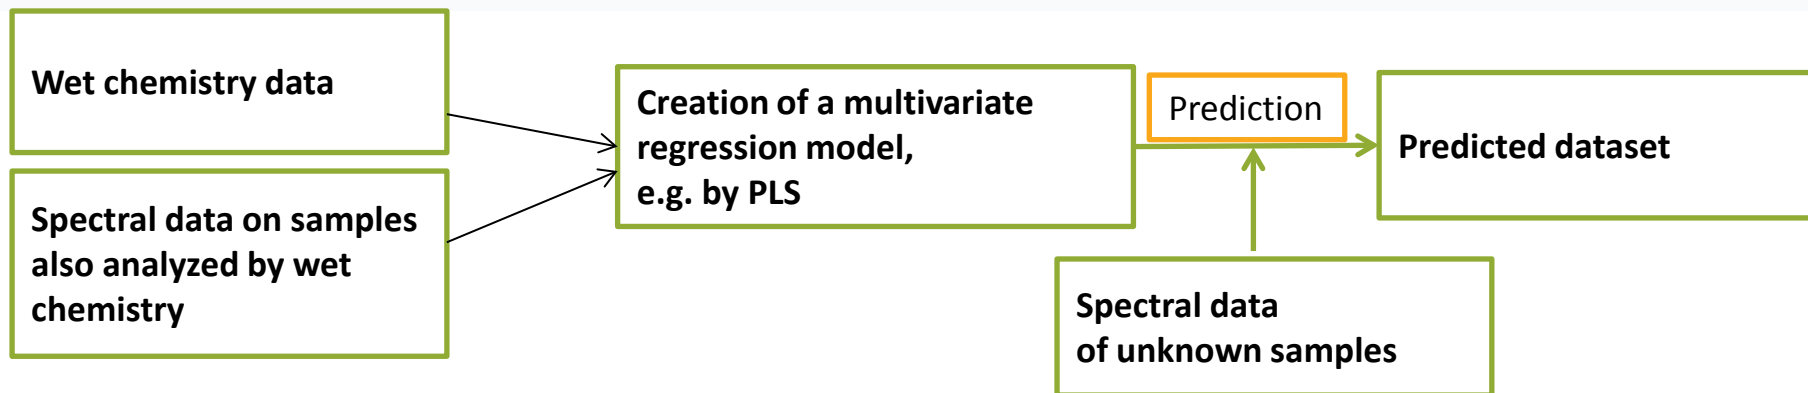 Wet chemistry data
Spectral data on samples
also analyzed by wet
chemistry
Creation of a multivariate
regression model,
e.g. by PLS
Prediction
Spectral data
of unknown samples
Predicted dataset